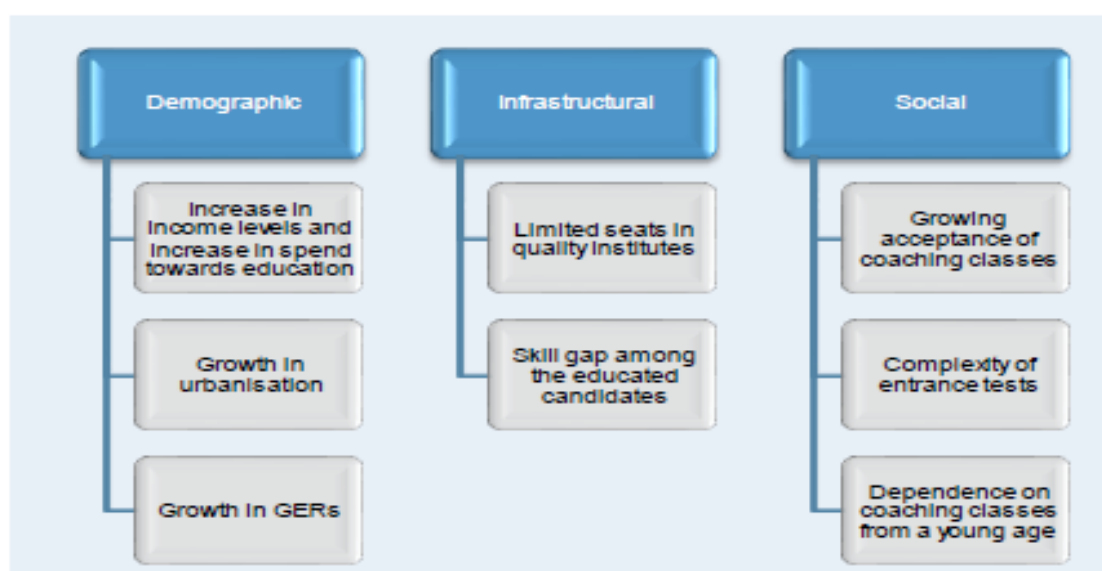 Demographic
Increase in
income levels and
increase in spend
towards education
Growth in
urbanisation
Growth in GERs
Infrastructural
Limited seats in
quality institutes
Skill gap among
the educated
candidates
Social
Growing
acceptance of
coaching classes
Complexity of
entrance tests
Dependence on
coaching classes
from a young age